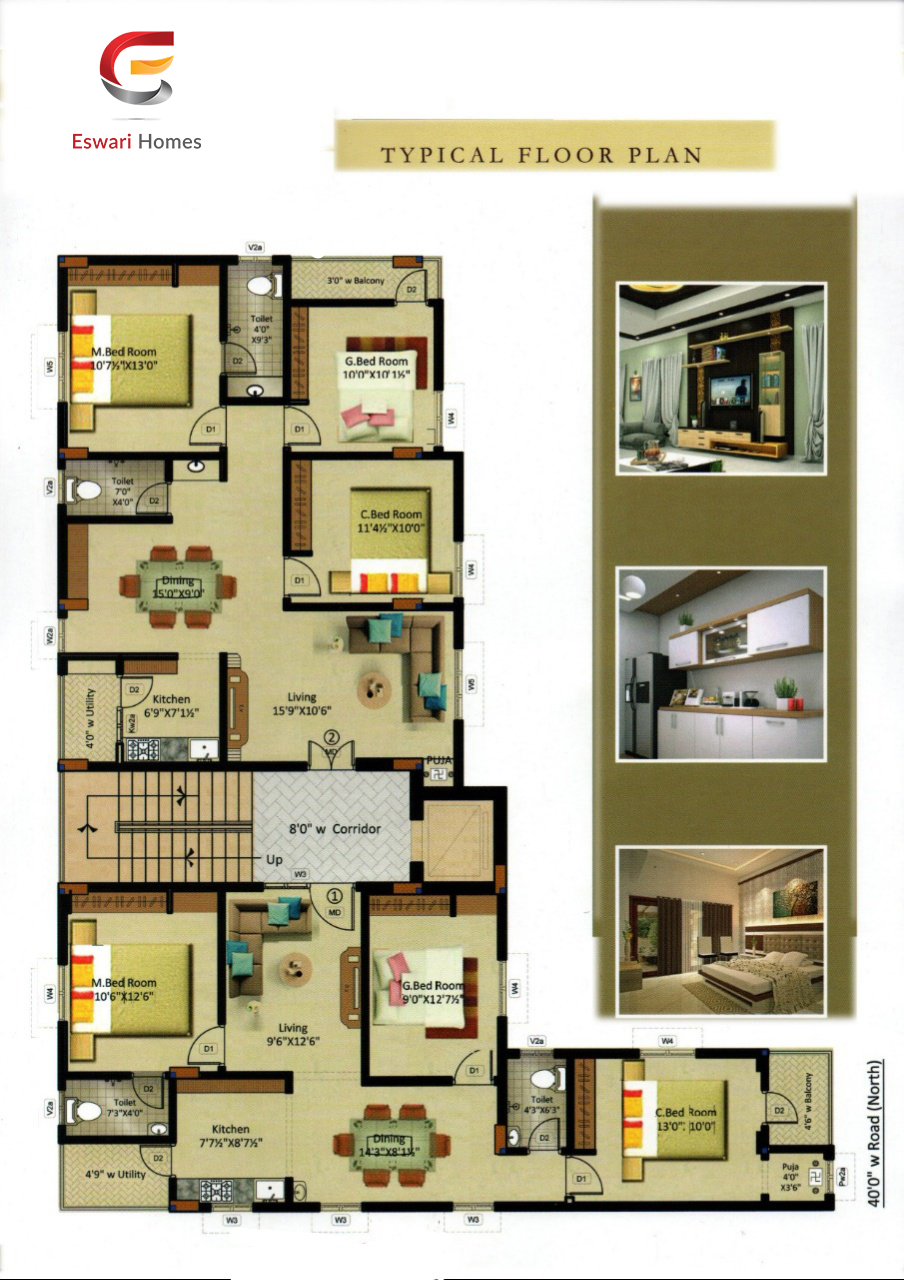 Eswari Homes
TYPICAL FLOOR PLAN
V2a
3'0" w Balcony
D2
Toilet
4'0"
X9'3"
D2
M.Bed Room
10'7½"X13'0"
W5
G.Bed Room
10'0"X10'1½"
W4
D1
D1
V2a
Toilet
7'0"
X4'0"
D2
C.Bed Room
11'4½"X10'0"
W4
D1
Dining
15'0"X9'0"
W2a
4'0" w Utility
D2
Kitchen
6'9"X7'1½"
Kw2a
Living
15'9"X10'6"
W5
2
MD
PUJA
8'0" w Corridor
Up
W3
1
MD
M.Bed Room
10'6"X12'6"
W4
G.Bed Room
9'0"X12'7½"
W4
Living
9'6"X12'6"
D1
D1
V2a
W4
V2a
D2
Toilet
7'3"X4'0"
Kitchen
7'7½"X8'7½"
D2
4'9" w Utility
Dining
14'3"X8'1½"
Toilet
4'3"X6'3"
D2
C.Bed Room
13'0"X10'0"
D2
4'6" w Balcony
D1
Puja
4'0"
X3'6"
Pw2a
W3
W3
W3
40'0" w Road (North)